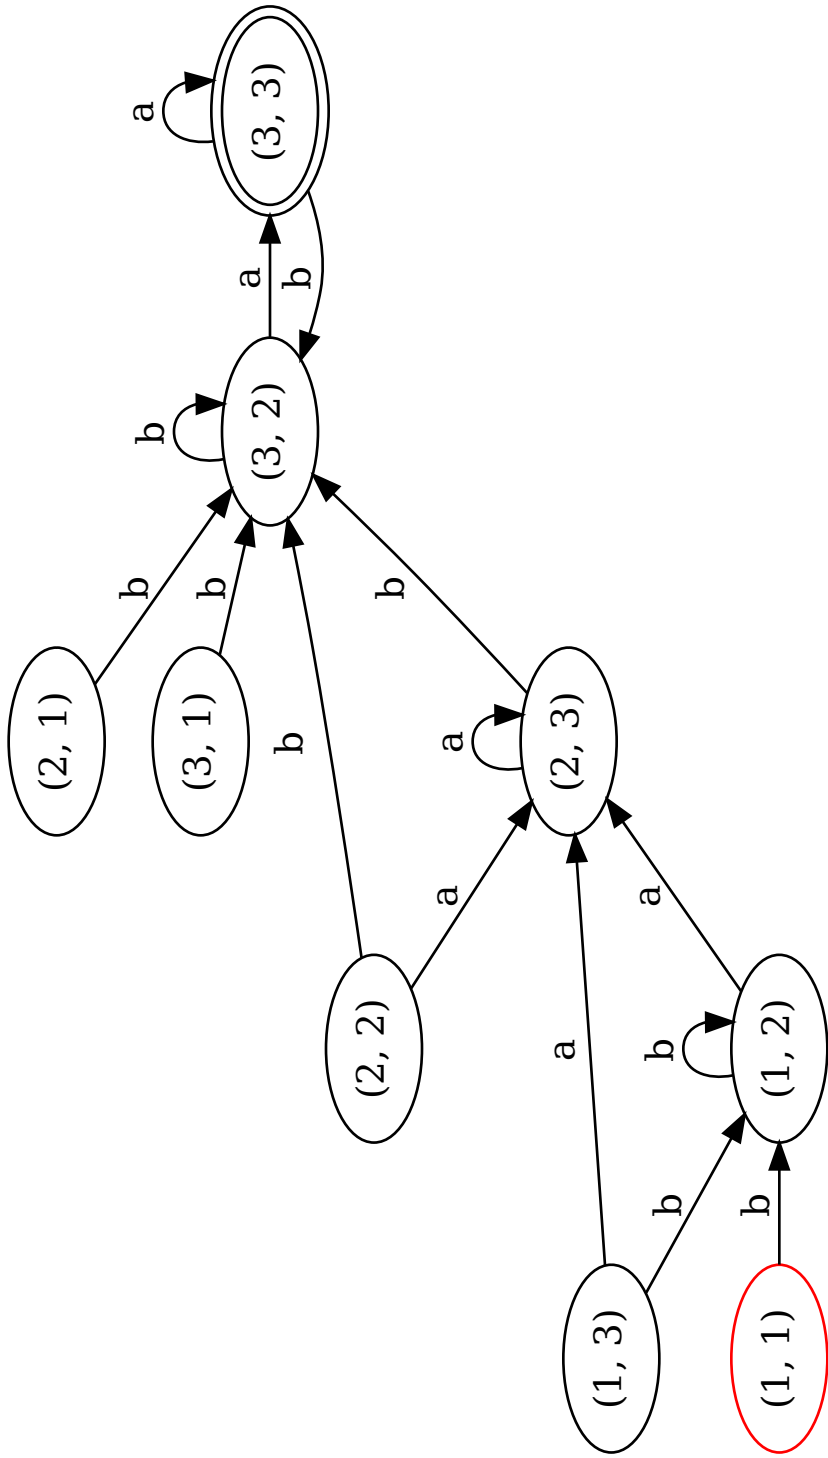 (3, 3)
a
a
b
(3, 2)
b
b
b
b
b
(2, 1)
(3, 1)
(2, 3)
a
a
a
a
(2, 2)
(1, 2)
b
b
b
(1, 3)
(1, 1)